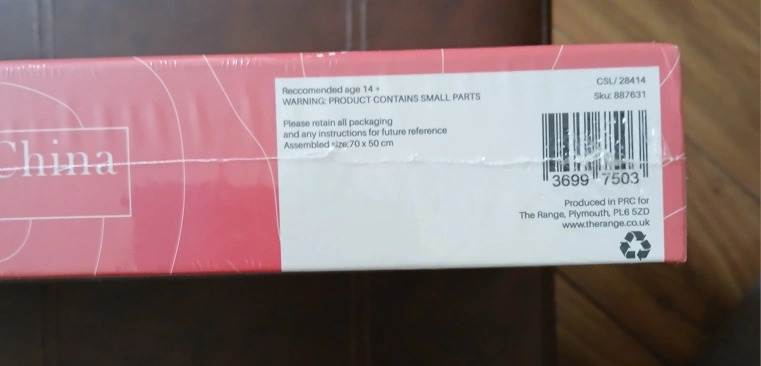 China
Reccomended age 14 +
WARNING: PRODUCT CONTAINS SMALL PARTS
Please retain all packaging
and any instructions for future reference
Assembled size:70 x 50 cm
CSL/ 28414
Sku: 887631
3699 7503
Produced in PRC for
The Range, Plymouth, PL6 5ZD
www.therange.co.uk